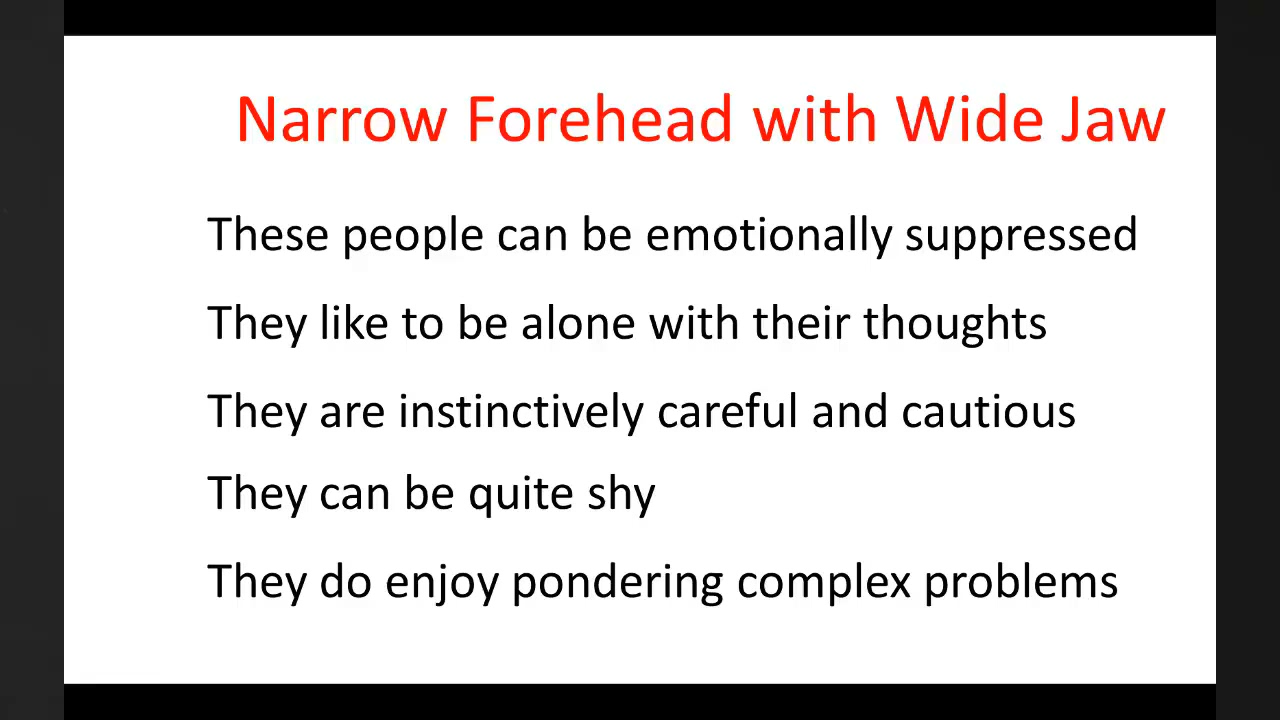 Narrow Forehead with Wide Jaw
These people can be emotionally suppressed
They like to be alone with their thoughts
They are instinctively careful and cautious
They can be quite shy
They do enjoy pondering complex problems